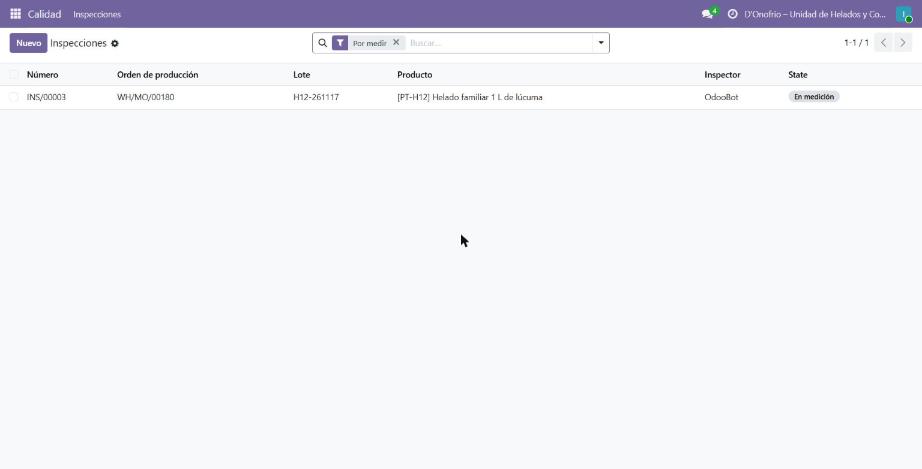 Calidad Inspecciones 4 D'Onofrio – Unidad de Helados y Co... I
Nuevo Inspecciones Por medir Buscar... 1-1 / 1
Número Orden de producción Lote Producto Inspector State
INS/00003 WH/MO/00180 H12-261117 [PT-H12] Helado familiar 1 L de lúcuma OdooBot En medición